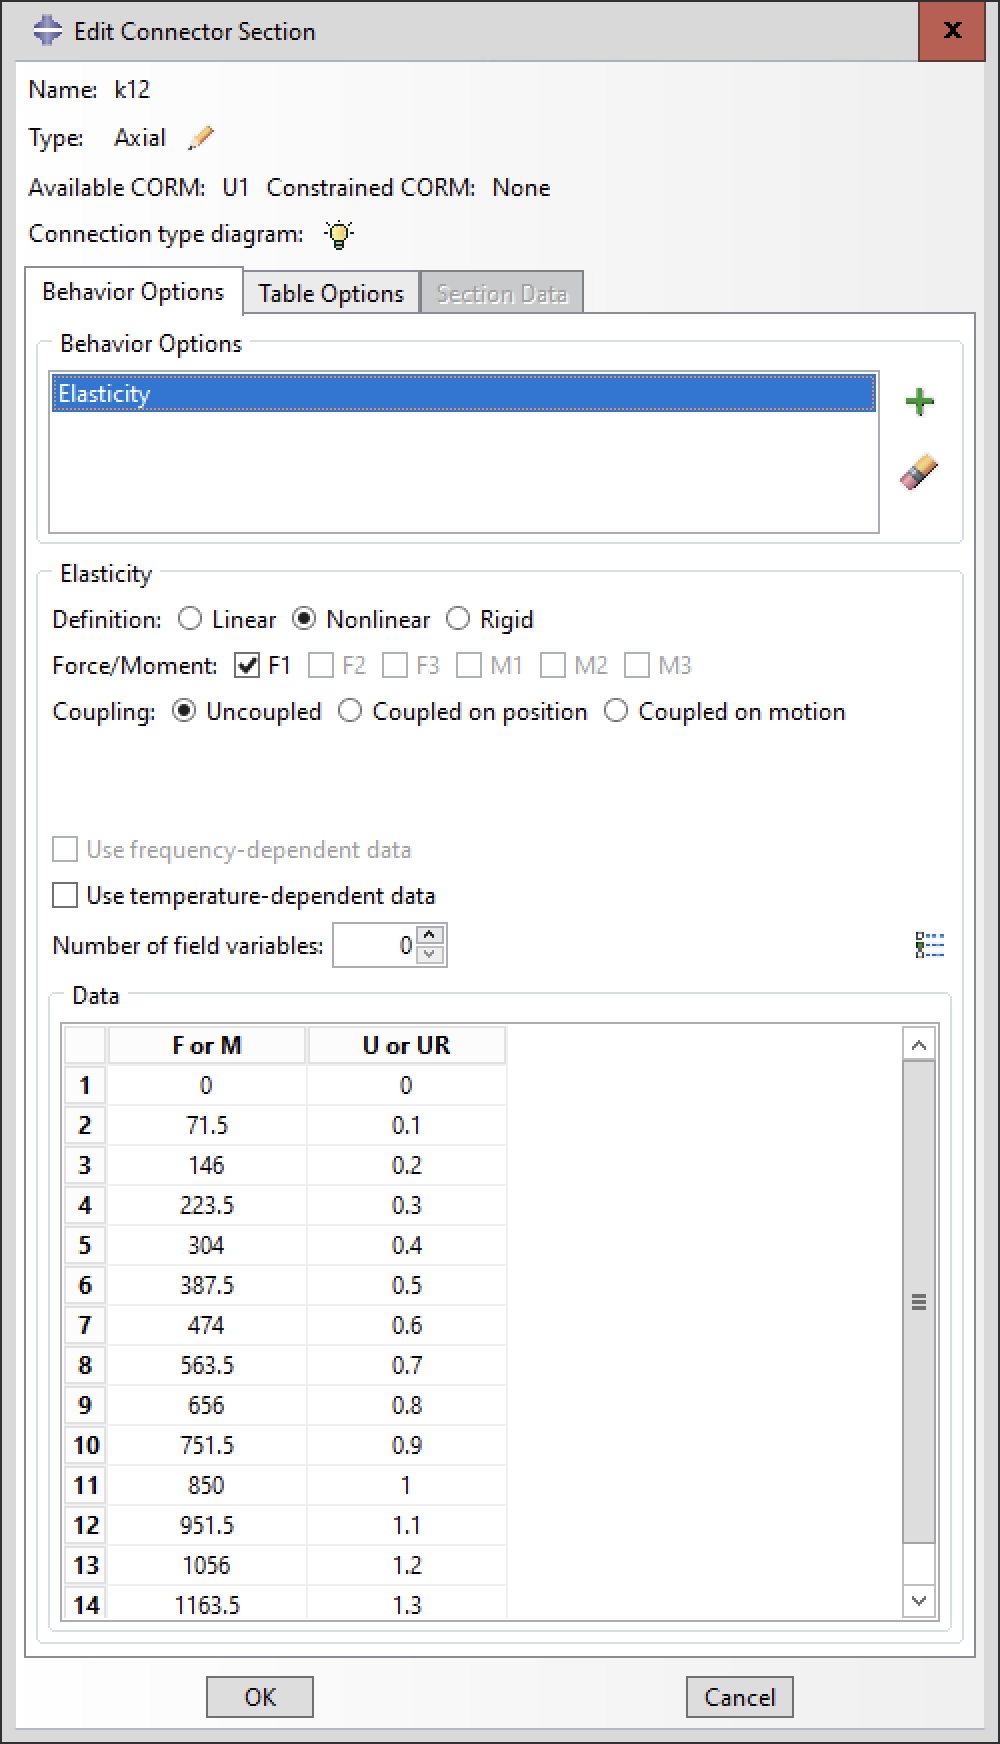 Edit Connector Section
x
Name: k12
Type: Axial
Available CORM: U1 Constrained CORM: None
Connection type diagram:
Behavior Options Table Options Section Data
Behavior Options
Elasticity
Elasticity
Definition: Linear Nonlinear Rigid
Force/Moment: F1 F2 F3 M1 M2 M3
Coupling: Uncoupled Coupled on position Coupled on motion
Use frequency-dependent data
Use temperature-dependent data
Number of field variables: 0
Data
F or M U or UR
1 0 0
2 71.5 0.1
3 146 0.2
4 223.5 0.3
5 304 0.4
6 387.5 0.5
7 474 0.6
8 563.5 0.7
9 656 0.8
10 751.5 0.9
11 850 1
12 951.5 1.1
13 1056 1.2
14 1163.5 1.3
OK Cancel